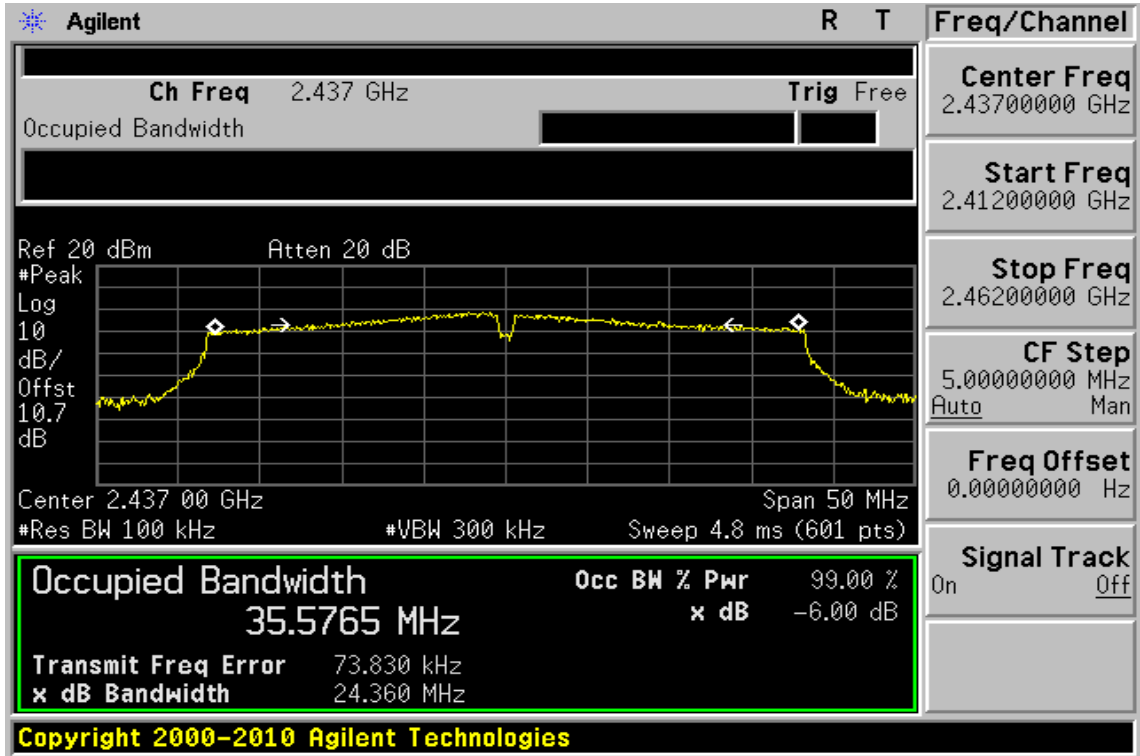 Agilent R T
Freq/Channel
Ch Freq 2.437 GHz Trig Free
Occupied Bandwidth
Center Freq
2.43700000 GHz
Start Freq
2.41200000 GHz
Stop Freq
2.46200000 GHz
CF Step
5.00000000 MHz
Auto Man
Freq Offset
0.00000000 Hz
Signal Track
On Off
Ref 20 dBm Atten 20 dB
#Peak
Log
10
dB/
Offst
10.7
dB
Center 2.437 00 GHz Span 50 MHz
#Res BW 100 kHz #VBW 300 kHz Sweep 4.8 ms (601 pts)
Occupied Bandwidth Occ BW % Pwr 99.00 %
35.5765 MHz x dB -6.00 dB
Transmit Freq Error 73.830 kHz
x dB Bandwidth 24.360 MHz
Copyright 2000-2010 Agilent Technologies